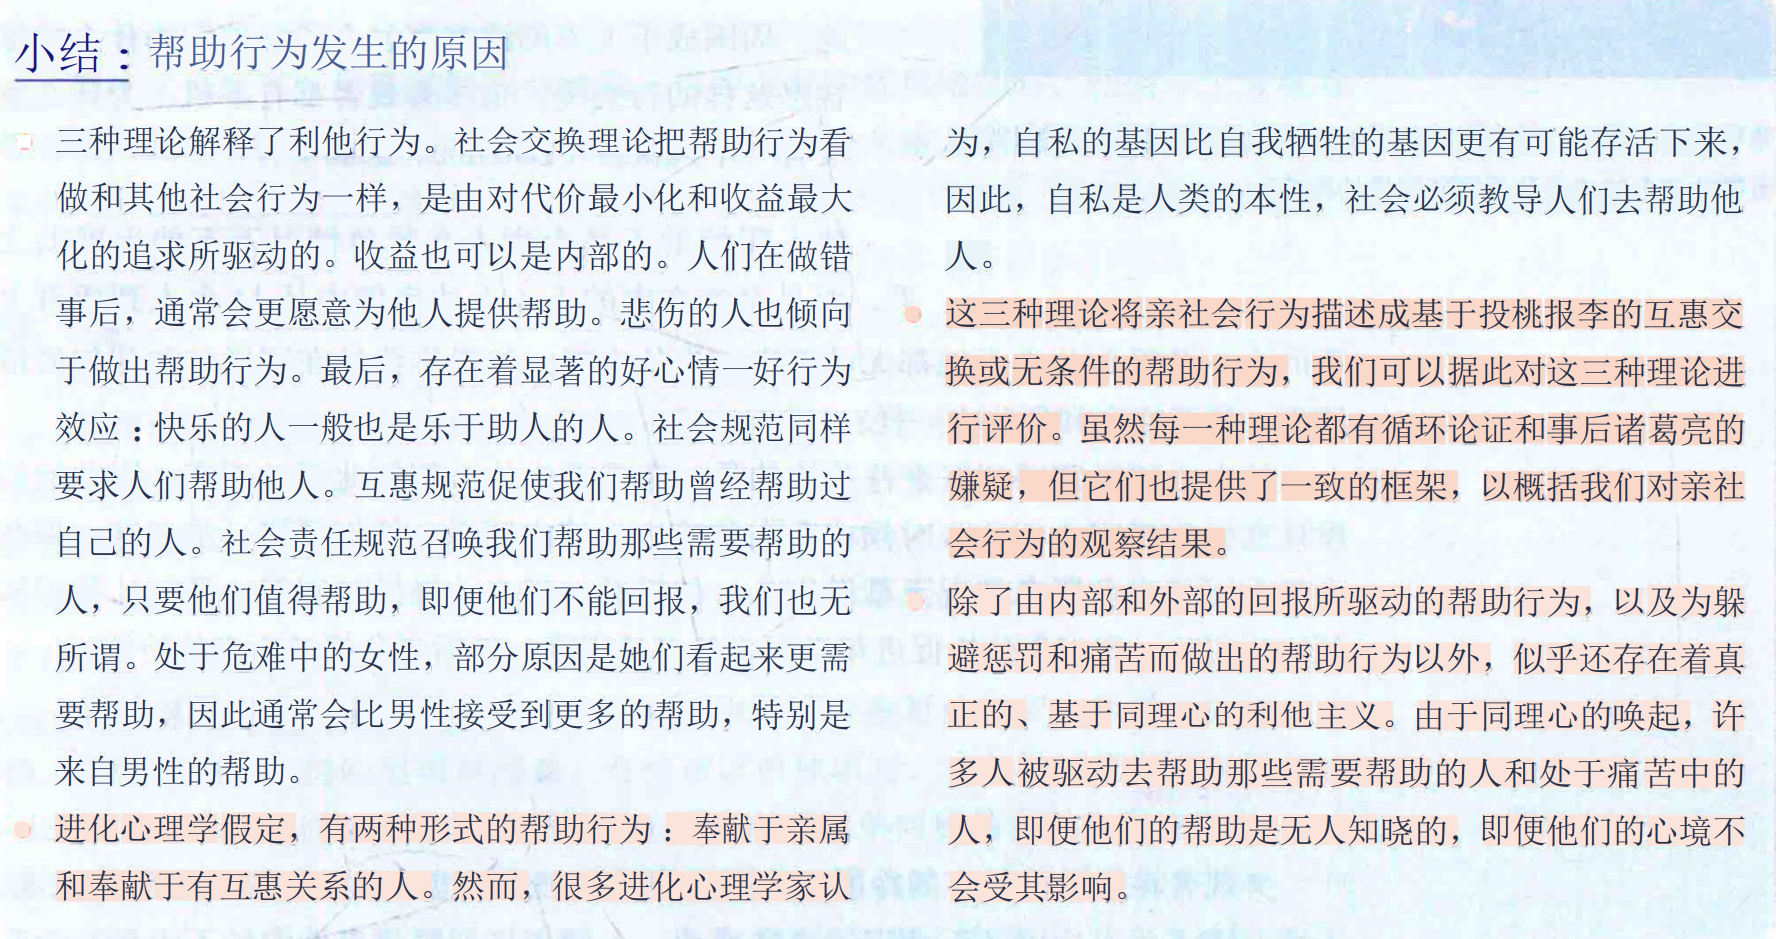 小结：帮助行为发生的原因
三种理论解释了利他行为。社会交换理论把帮助行为看
做和其他社会行为一样，是由对代价最小化和收益最大
化的追求所驱动的。收益也可以是内部的。人们在做错
事后，通常会更愿意为他人提供帮助。悲伤的人也倾向
于做出帮助行为。最后，存在着显著的好心情—好行为
效应：快乐的人一般也是乐于助人的人。社会规范同样
要求人们帮助他人。互惠规范促使我们帮助曾经帮助过
自己的人。社会责任规范召唤我们帮助那些需要帮助的
人，只要他们值得帮助，即便他们不能回报，我们也无
所谓。处于危难中的女性，部分原因是她们看起来更需
要帮助，因此通常会比男性接受到更多的帮助，特别是
来自男性的帮助。
进化心理学假定，有两种形式的帮助行为：奉献于亲属
和奉献于有互惠关系的人。然而，很多进化心理学家认
为，自私的基因比自我牺牲的基因更有可能存活下来，
因此，自私是人类的本性，社会必须教导人们去帮助他
人。
这三种理论将亲社会行为描述成基于投桃报李的互惠交
换或无条件的帮助行为，我们可以据此对这三种理论进
行评价。虽然每一种理论都有循环论证和事后诸葛亮的
嫌疑，但它们也提供了一致的框架，以概括我们对亲社
会行为的观察结果。
除了由内部和外部的回报所驱动的帮助行为，以及为躲
避惩罚和痛苦而做出的帮助行为以外，似乎还存在着真
正的、基于同理心的利他主义。由于同理心的唤起，许
多人被驱动去帮助那些需要帮助的人和处于痛苦中的
人，即便他们的帮助是无人知晓的，即便他们的心境不
会受其影响。